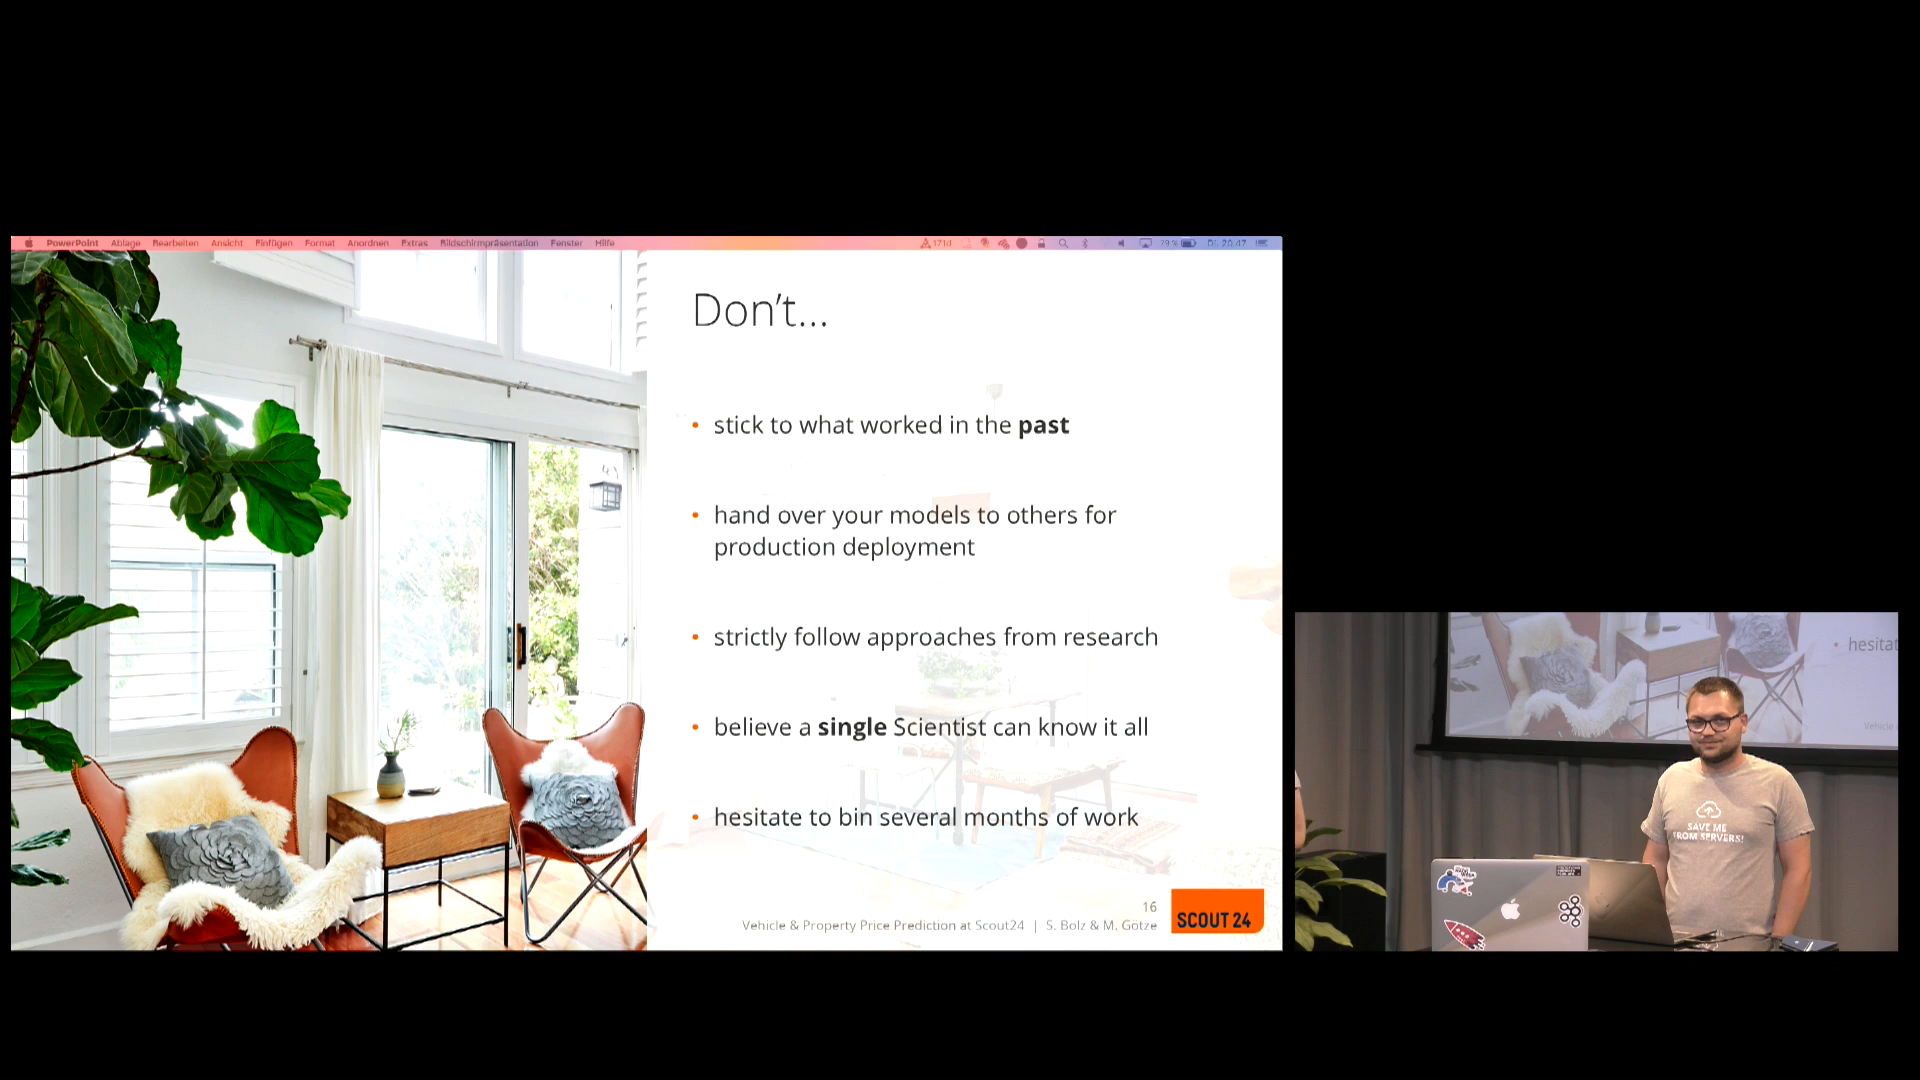 PowerPoint Ablage Bearbeiten Ansicht Einfügen Format Anordnen Extras Bildschirmpräsentation Fenster Hilfe
79 %
Don't...
• stick to what worked in the past
• hand over your models to others for
production deployment
• strictly follow approaches from research
• believe a single Scientist can know it all
• hesitate to bin several months of work
16
Vehicle & Property Price Prediction at Scout24 | S. Bolz & M. Götze
SCOUT 24
• hesitat
Vehicle
SAVE ME
FROM SERVERS!